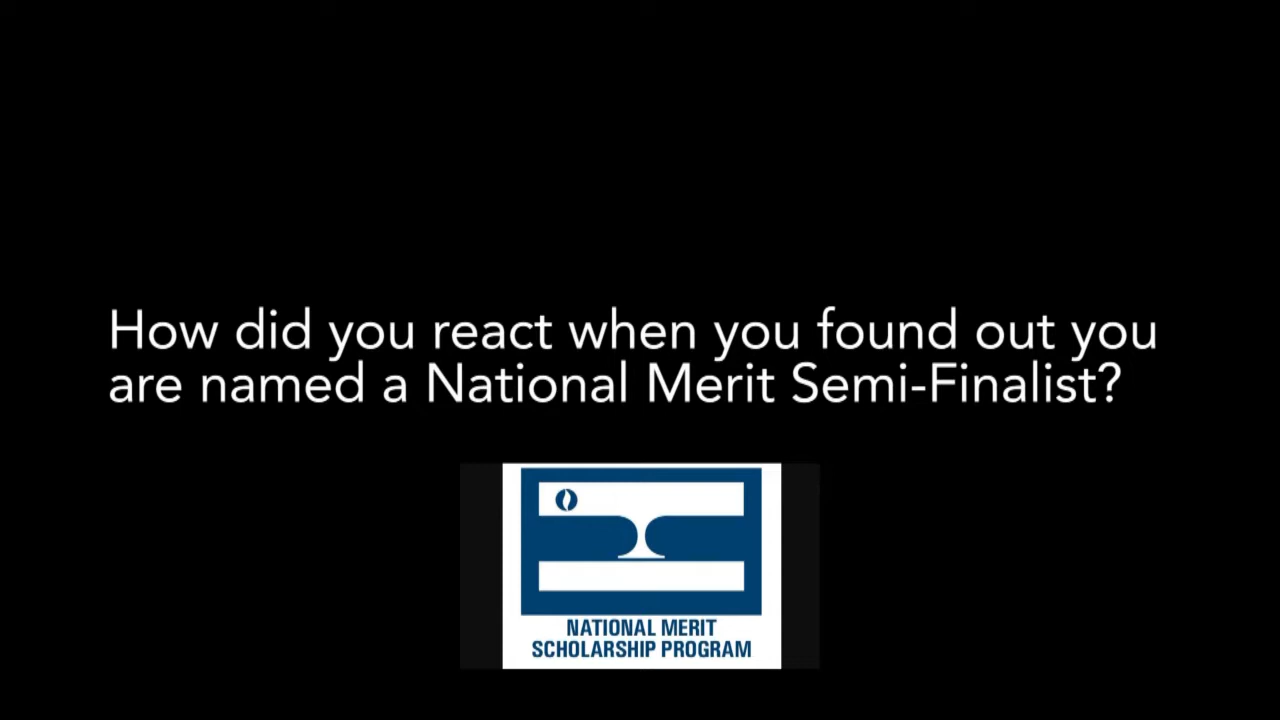 How did you react when you found out you
are named a National Merit Semi-Finalist?
NATIONAL MERIT
SCHOLARSHIP PROGRAM